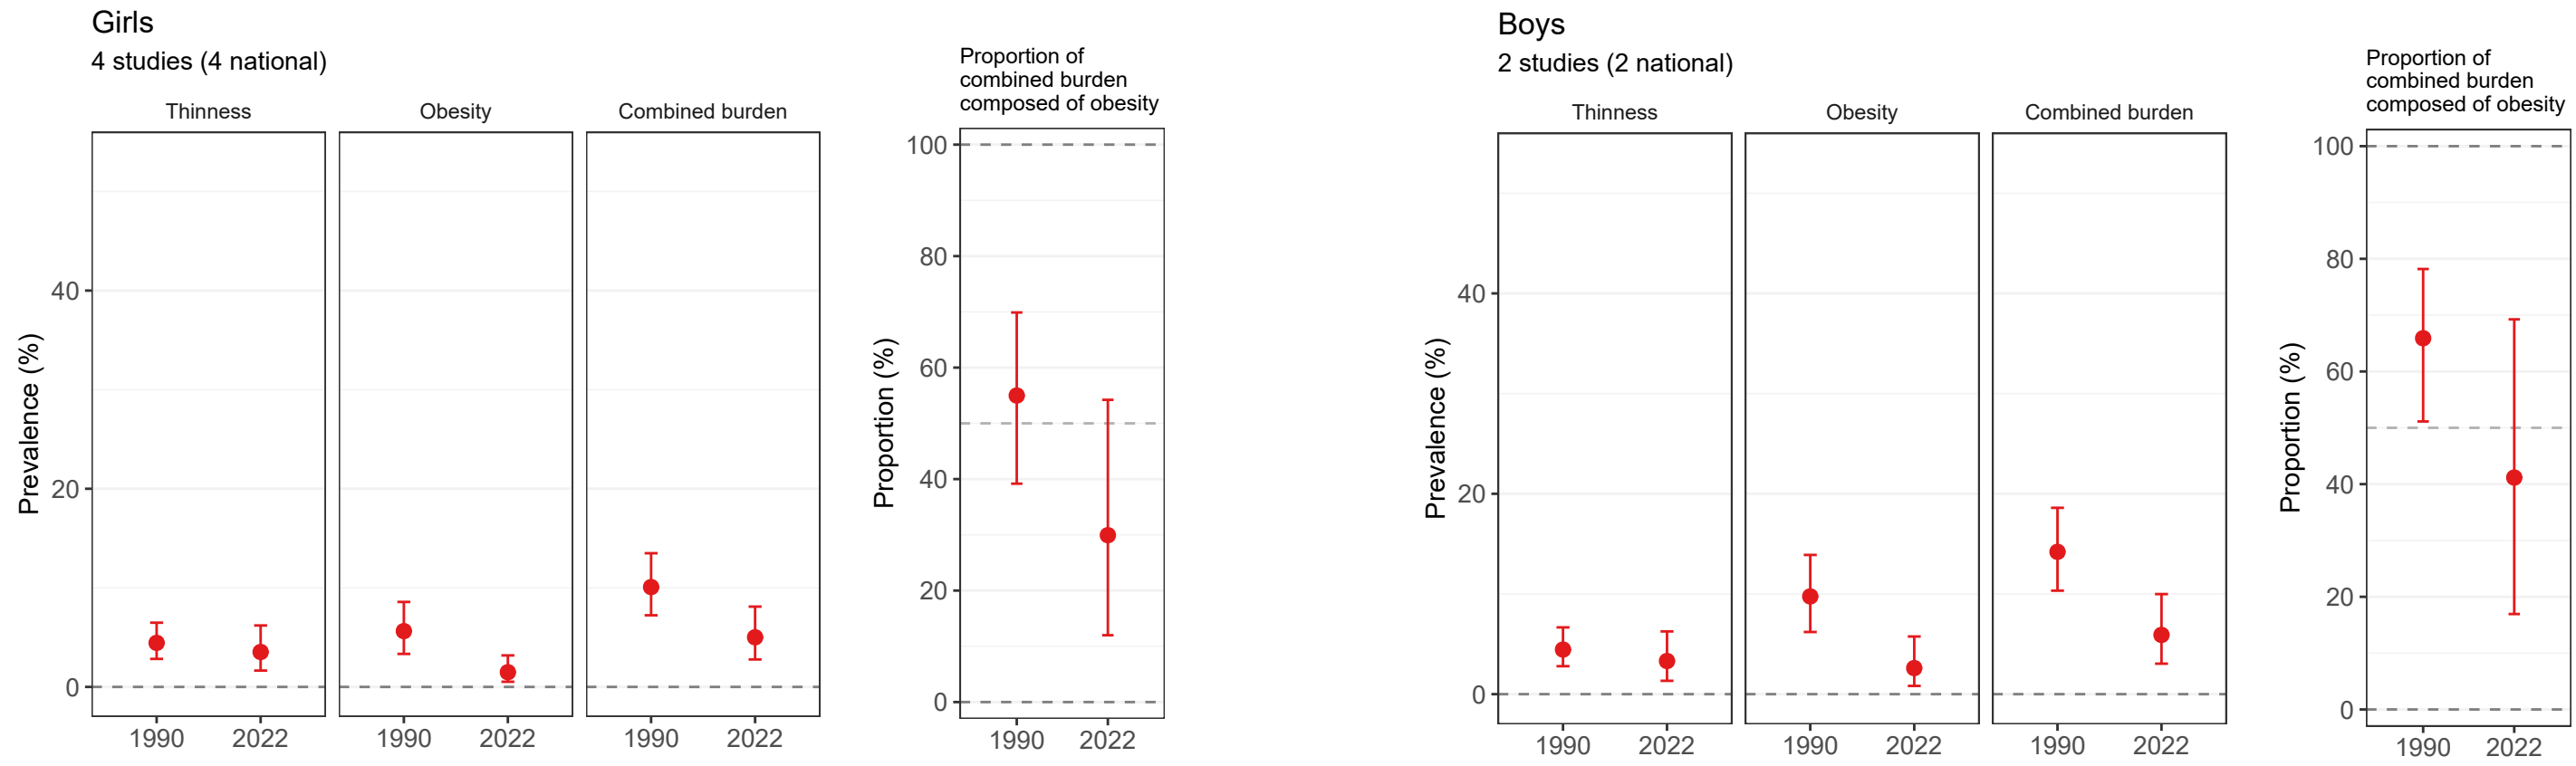 Girls
4 studies (4 national)
Thinness
Obesity
Combined burden
Prevalence (%)
40
20
0
1990 2022
1990 2022
1990 2022
Proportion of
combined burden
composed of obesity
Proportion (%)
100
80
60
40
20
0
1990 2022
Boys
2 studies (2 national)
Thinness
Obesity
Combined burden
Prevalence (%)
40
20
0
1990 2022
1990 2022
1990 2022
Proportion of
combined burden
composed of obesity
Proportion (%)
100
80
60
40
20
0
1990 2022